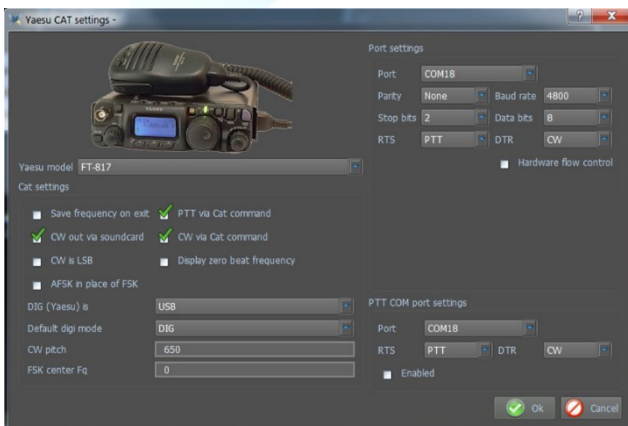 Yaesu CAT settings -
Yaesu model FT-817
Cat settings
Save frequency on exit PTT via Cat command
CW out via soundcard CW via Cat command
CW is LSB Display zero beat frequency
AFSK in place of FSK
DIG (Yaesu) is USB
Default digi mode DIG
CW pitch 650
FSK center Fq 0
Port settings
Port COM18
Parity None Baud rate 4800
Stop bits 2 Data bits 8
RTS PTT DTR CW
Hardware flow control
PTT COM port settings
Port COM18
RTS PTT DTR CW
Enabled
Ok Cancel